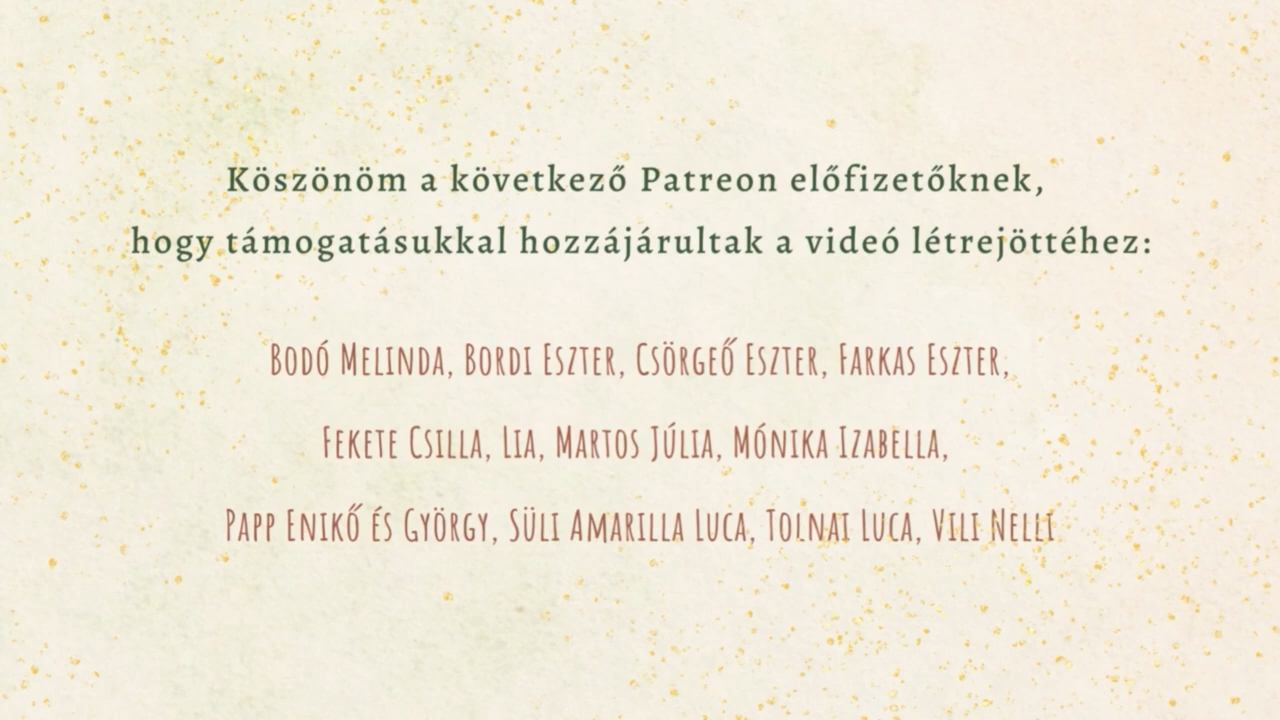 Köszönöm a következő Patreon előfizetőknek,
hogy támogatásukkal hozzájárultak a videó létrejöttéhez:
Bodó Melinda, Bordi Eszter, Csörgeő Eszter, Farkas Eszter,
Fekete Csilla, Lia, Martos Júlia, Mónika Izabella,
Papp Enikő és György, Süli Amarilla Luca, Tolnai Luca, Vili Nelli